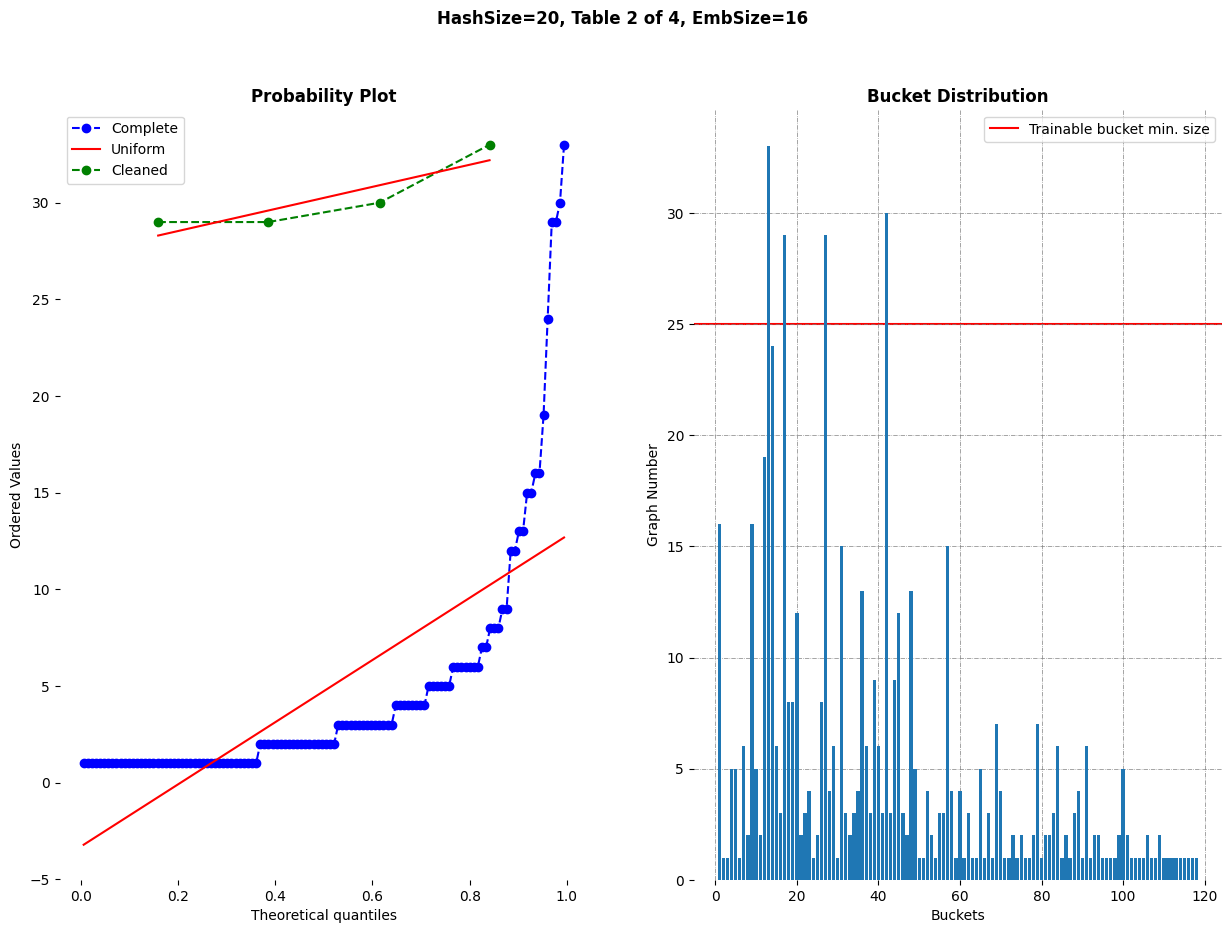 HashSize=20, Table 2 of 4, EmbSize=16
Probability Plot
Complete
Uniform
Cleaned
30
25
20
15
10
5
0
−5
0.0 0.2 0.4 0.6 0.8 1.0
Ordered Values
Theoretical quantiles
Bucket Distribution
Trainable bucket min. size
30
25
20
15
10
5
0
0 20 40 60 80 100 120
Graph Number
Buckets